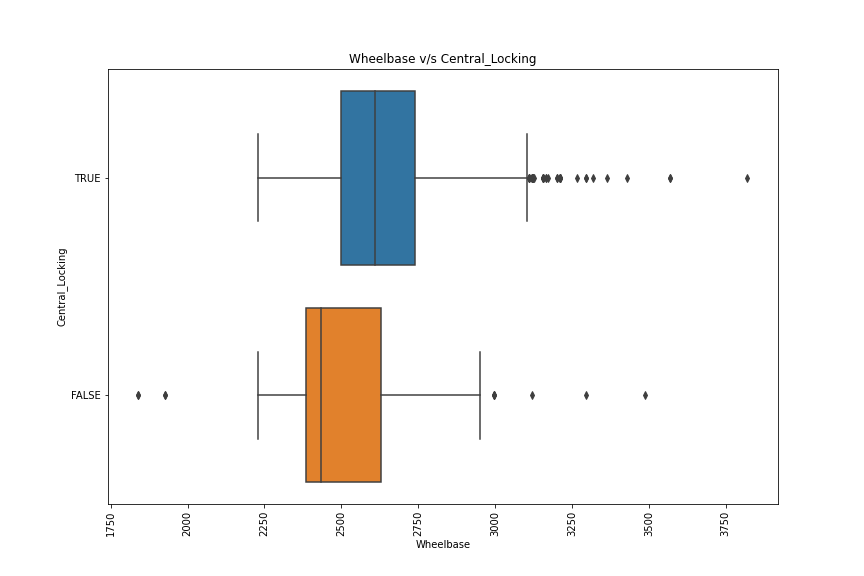 Wheelbase v/s Central_Locking
Central_Locking
TRUE
FALSE
1750
2000
2250
2500
2750
3000
3250
3500
3750
Wheelbase